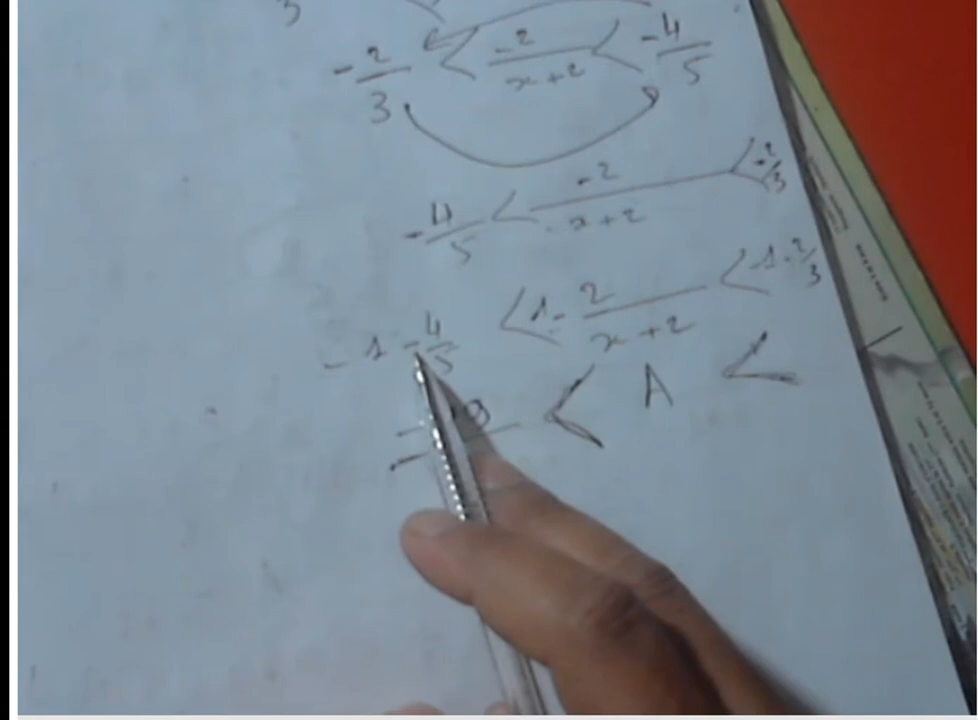 3
-2/3 < -2/x+2 < -4/5
-4/5 < -2/x+2 < -2/3
-1-4/5 < 1-2/x+2 < -1-2/3
< A <